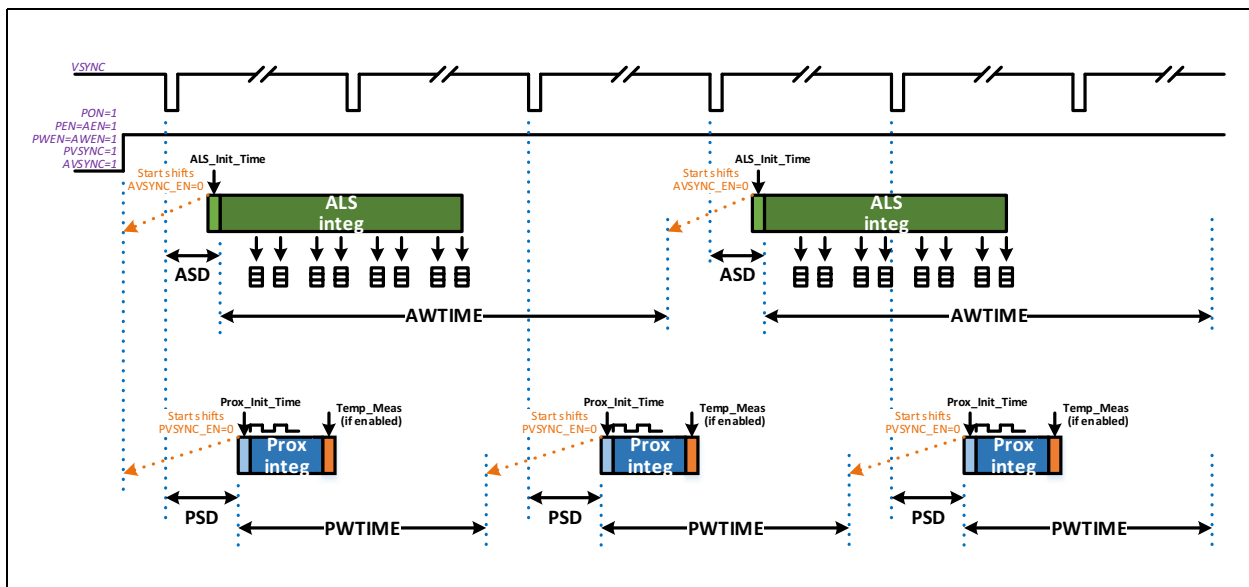 VSYNC
PON=1
PEN=AEN=1
PWEN=AWEN=1
PVSYNC=1
AVSYNC=1
ALS_Init_Time
Start shifts
AVSYNC_EN=0
ALS
integ
ASD
AWTIME
ALS_Init_Time
Start shifts
AVSYNC_EN=0
ALS
integ
ASD
AWTIME
Prox_Init_Time
Start shifts
PVSYNC_EN=0
Temp_Meas
(if enabled)
Prox
integ
PSD
PWTIME
Prox_Init_Time
Start shifts
PVSYNC_EN=0
Temp_Meas
(if enabled)
Prox
integ
PSD
PWTIME
Prox_Init_Time
Start shifts
PVSYNC_EN=0
Temp_Meas
(if enabled)
Prox
integ
PSD
PWTIME